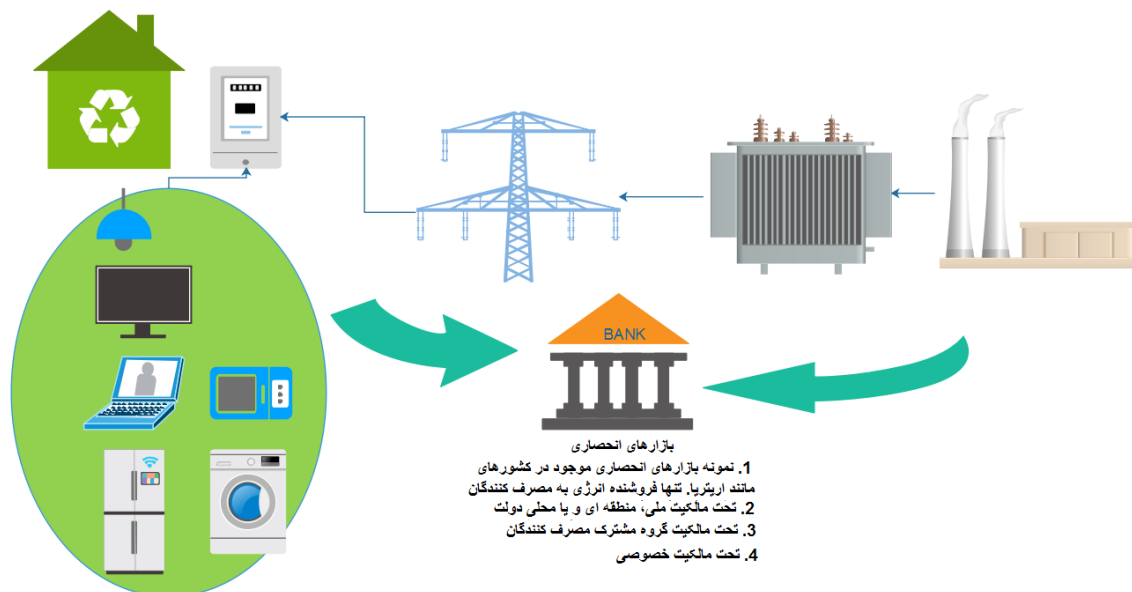 BANK
بازارهای انحصاری
1. نمونه بازارهای انحصاری موجود در کشورهای
مانند اریتریا. تنها فروشنده انرژی به مصرف کنندگان
2. تحت مالکیت ملی، منطقه ای و یا محلی دولت
3. تحت مالکیت گروه مشترک مصرف کنندگان
4. تحت مالکیت خصوصی